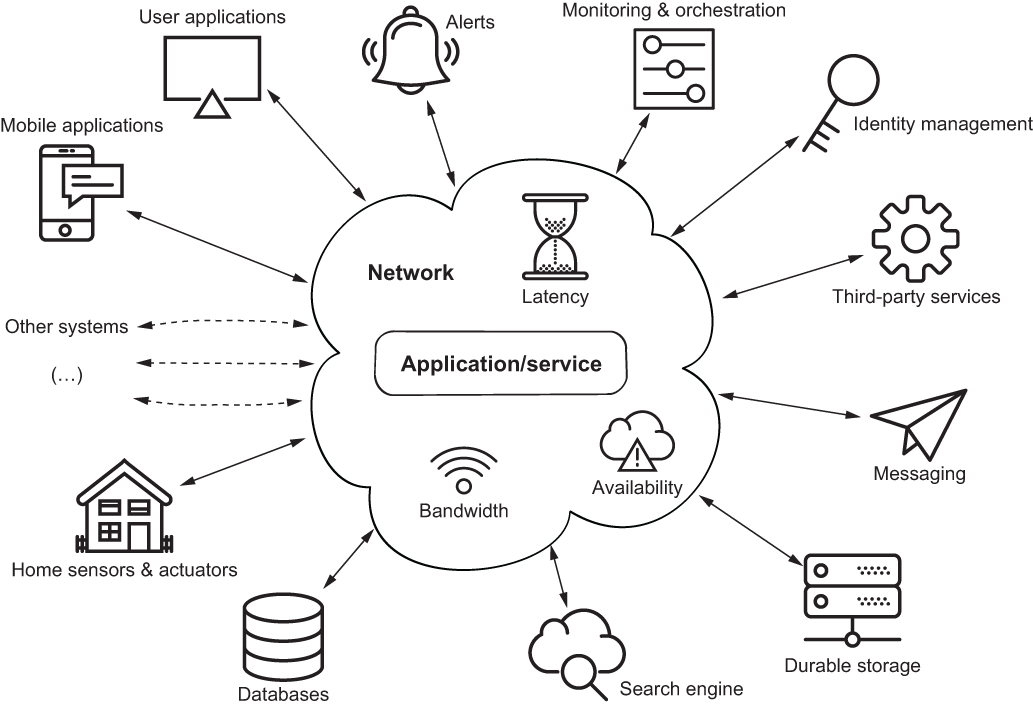 User applications
Alerts
Monitoring & orchestration
Mobile applications
Identity management
Network
Latency
Third-party services
Other systems
(...)
Application/service
Messaging
Availability
Bandwidth
Home sensors & actuators
Databases
Search engine
Durable storage